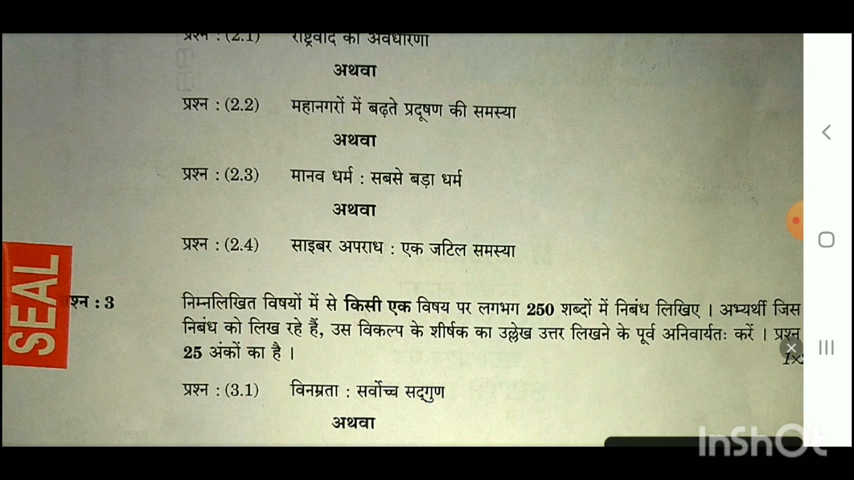 प्रश्न : (2.1) राष्ट्रवाद की अवधारणा
अथवा
प्रश्न : (2.2) महानगरों में बढ़ते प्रदूषण की समस्या
अथवा
प्रश्न : (2.3) मानव धर्म : सबसे बड़ा धर्म
अथवा
प्रश्न : (2.4) साइबर अपराध : एक जटिल समस्या
SEAL
श्न : 3 निम्नलिखित विषयों में से किसी एक विषय पर लगभग 250 शब्दों में निबंध लिखिए । अभ्यर्थी जिस
निबंध को लिख रहे हैं, उस विकल्प के शीर्षक का उल्लेख उत्तर लिखने के पूर्व अनिवार्यतः करें । प्रश्न
25 अंकों का है ।
प्रश्न : (3.1) विनम्रता : सर्वोच्च सद्‌गुण
अथवा
InShOt